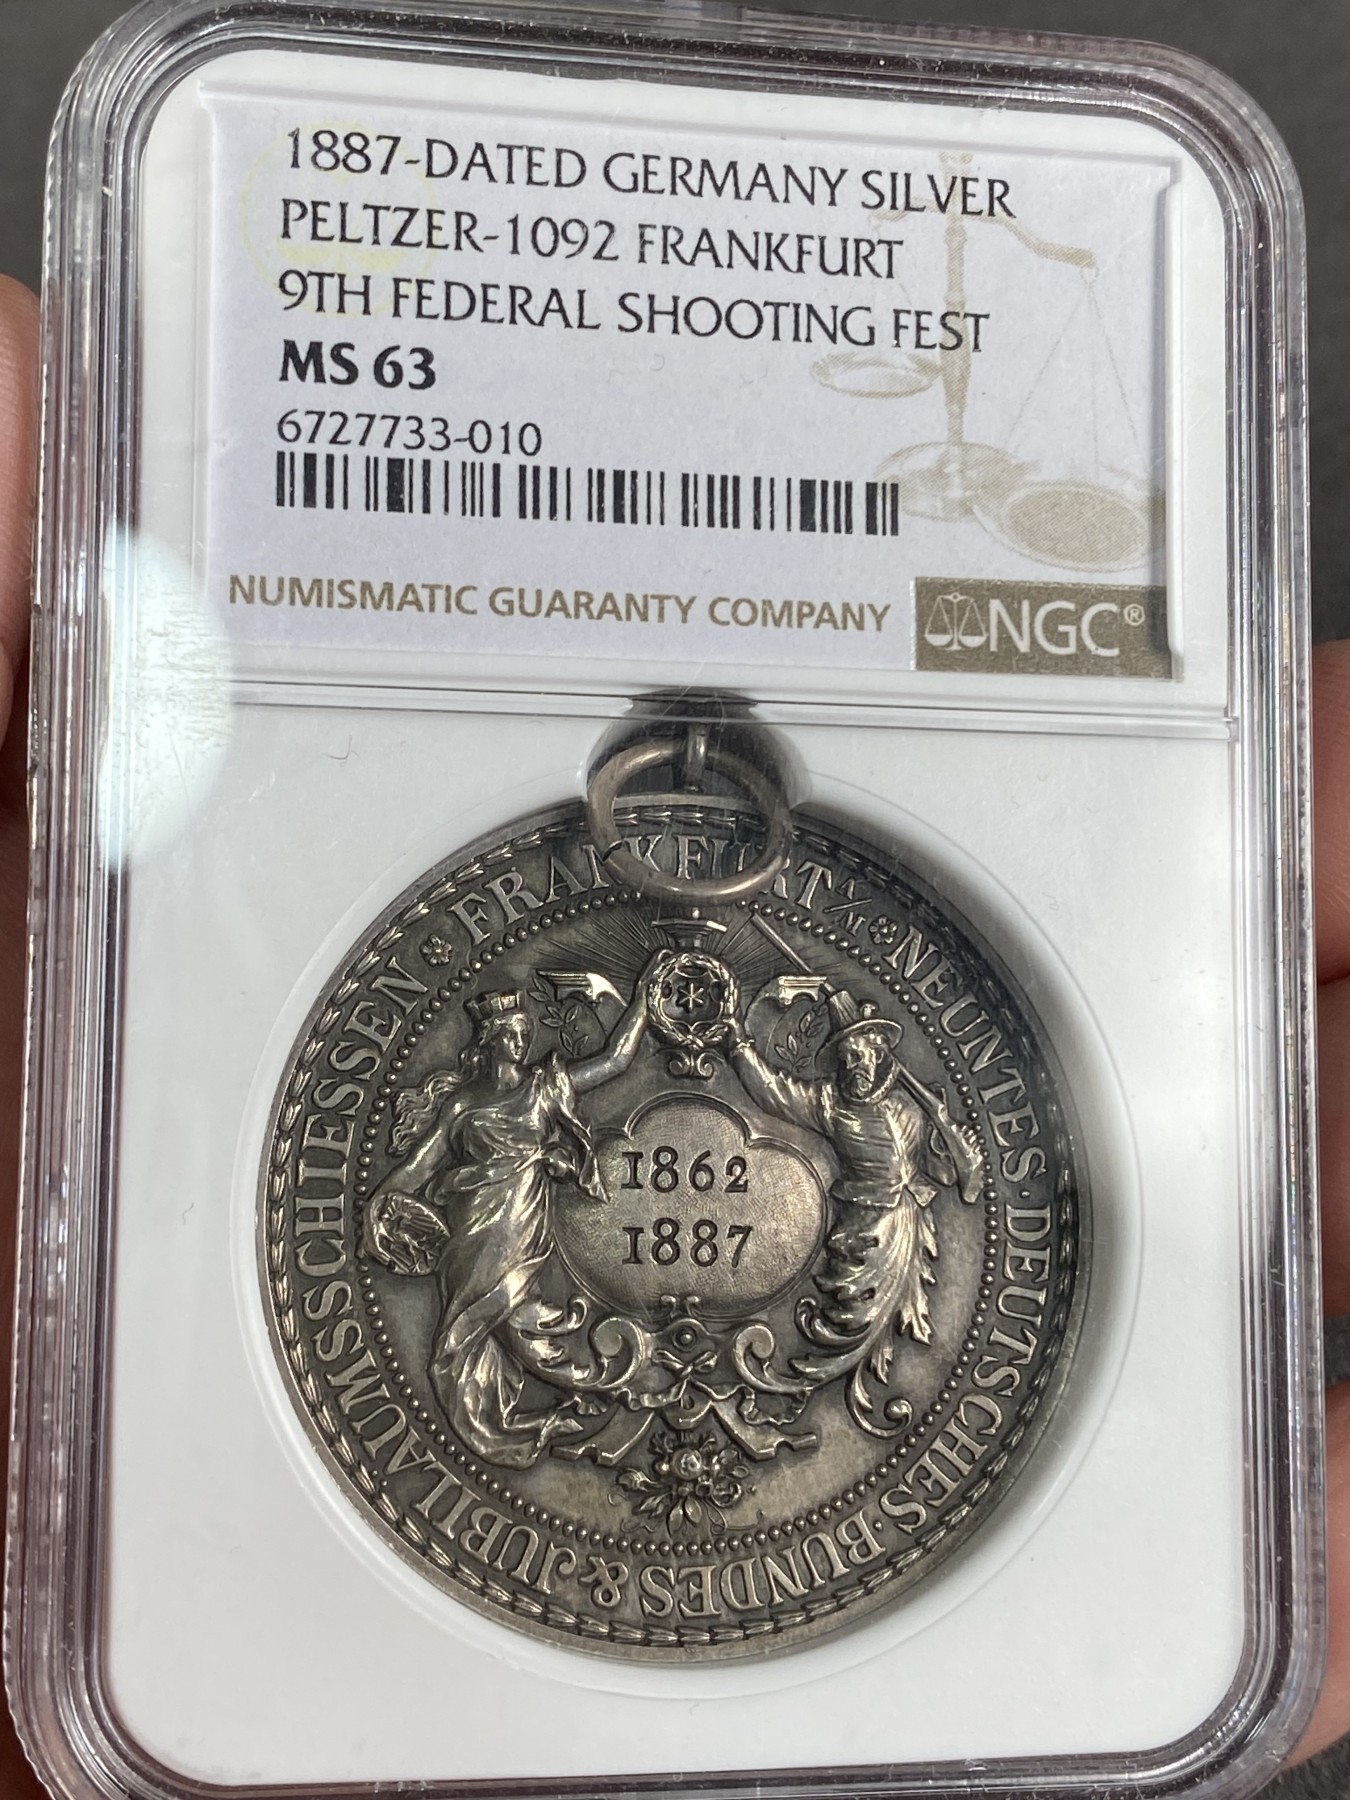 1887-DATED GERMANY SILVER
PELTZER-1092 FRANKFURT
9TH FEDERAL SHOOTING FEST
MS 63
6727733-010
NUMISMATIC GUARANTY COMPANY
NGC®
FRANKFURT A/M
NEUNTES·DEUTSCHES·BUNDES & JUBILAUMSSCHIESSEN
1862
1887